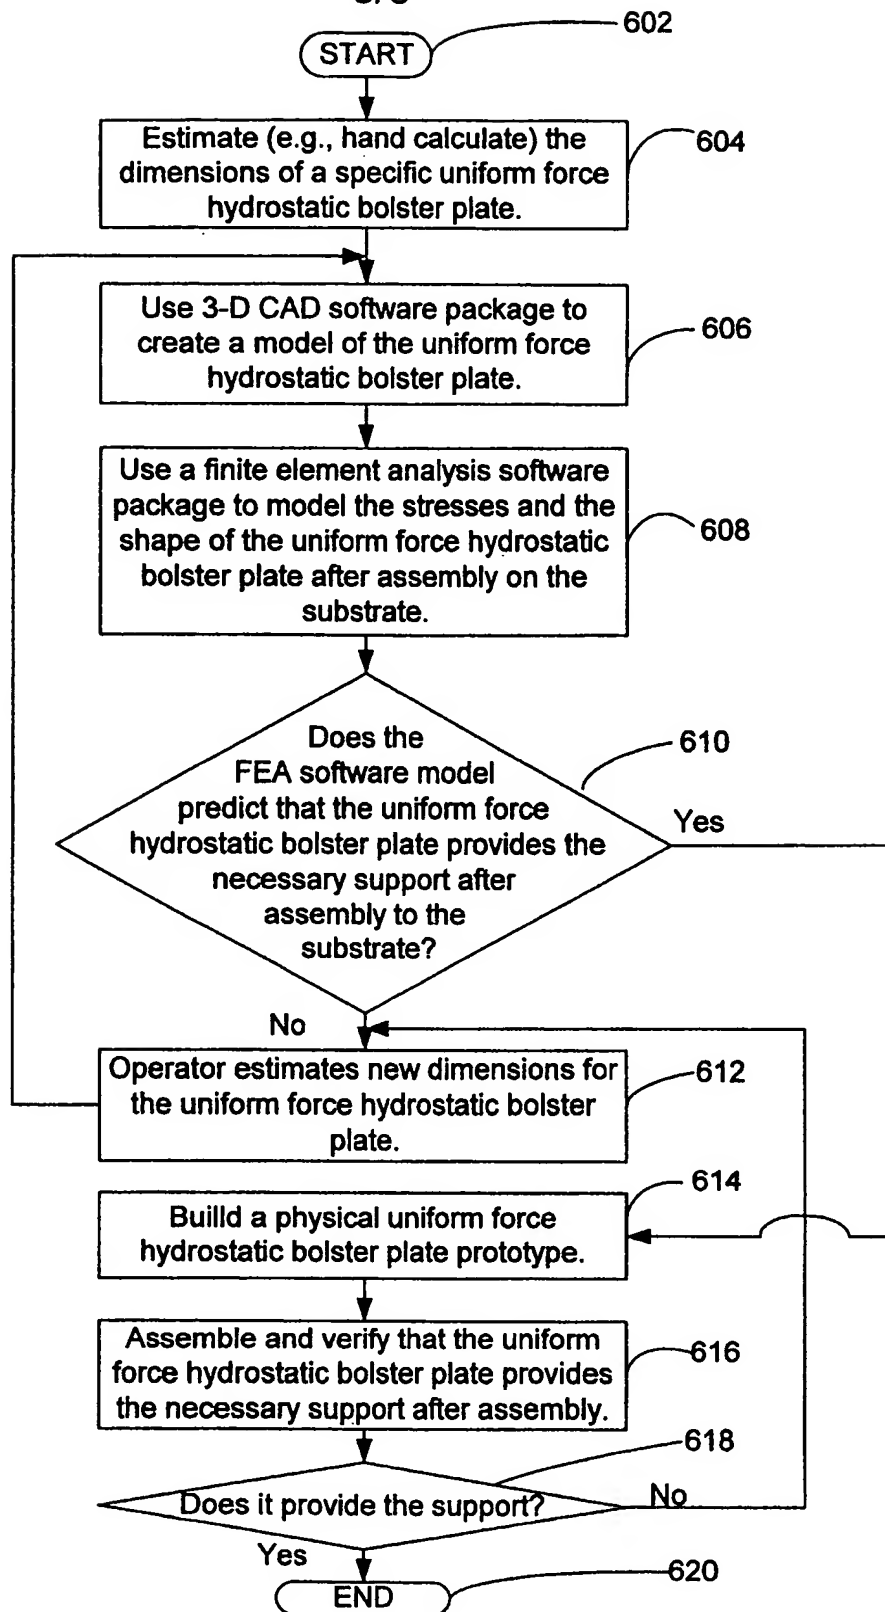 602
START
Estimate (e.g., hand calculate) the
dimensions of a specific uniform force
hydrostatic bolster plate.
604
Use 3-D CAD software package to
create a model of the uniform force
hydrostatic bolster plate.
606
Use a finite element analysis software
package to model the stresses and the
shape of the uniform force hydrostatic
bolster plate after assembly on the
substrate.
608
Does the
FEA software model
predict that the uniform force
hydrostatic bolster plate provides the
necessary support after
assembly to the
substrate?
610
Yes
No
Operator estimates new dimensions for
the uniform force hydrostatic bolster
plate.
612
614
Builld a physical uniform force
hydrostatic bolster plate prototype.
Assemble and verify that the uniform
force hydrostatic bolster plate provides
the necessary support after assembly.
616
618
Does it provide the support?
No
Yes
END
620